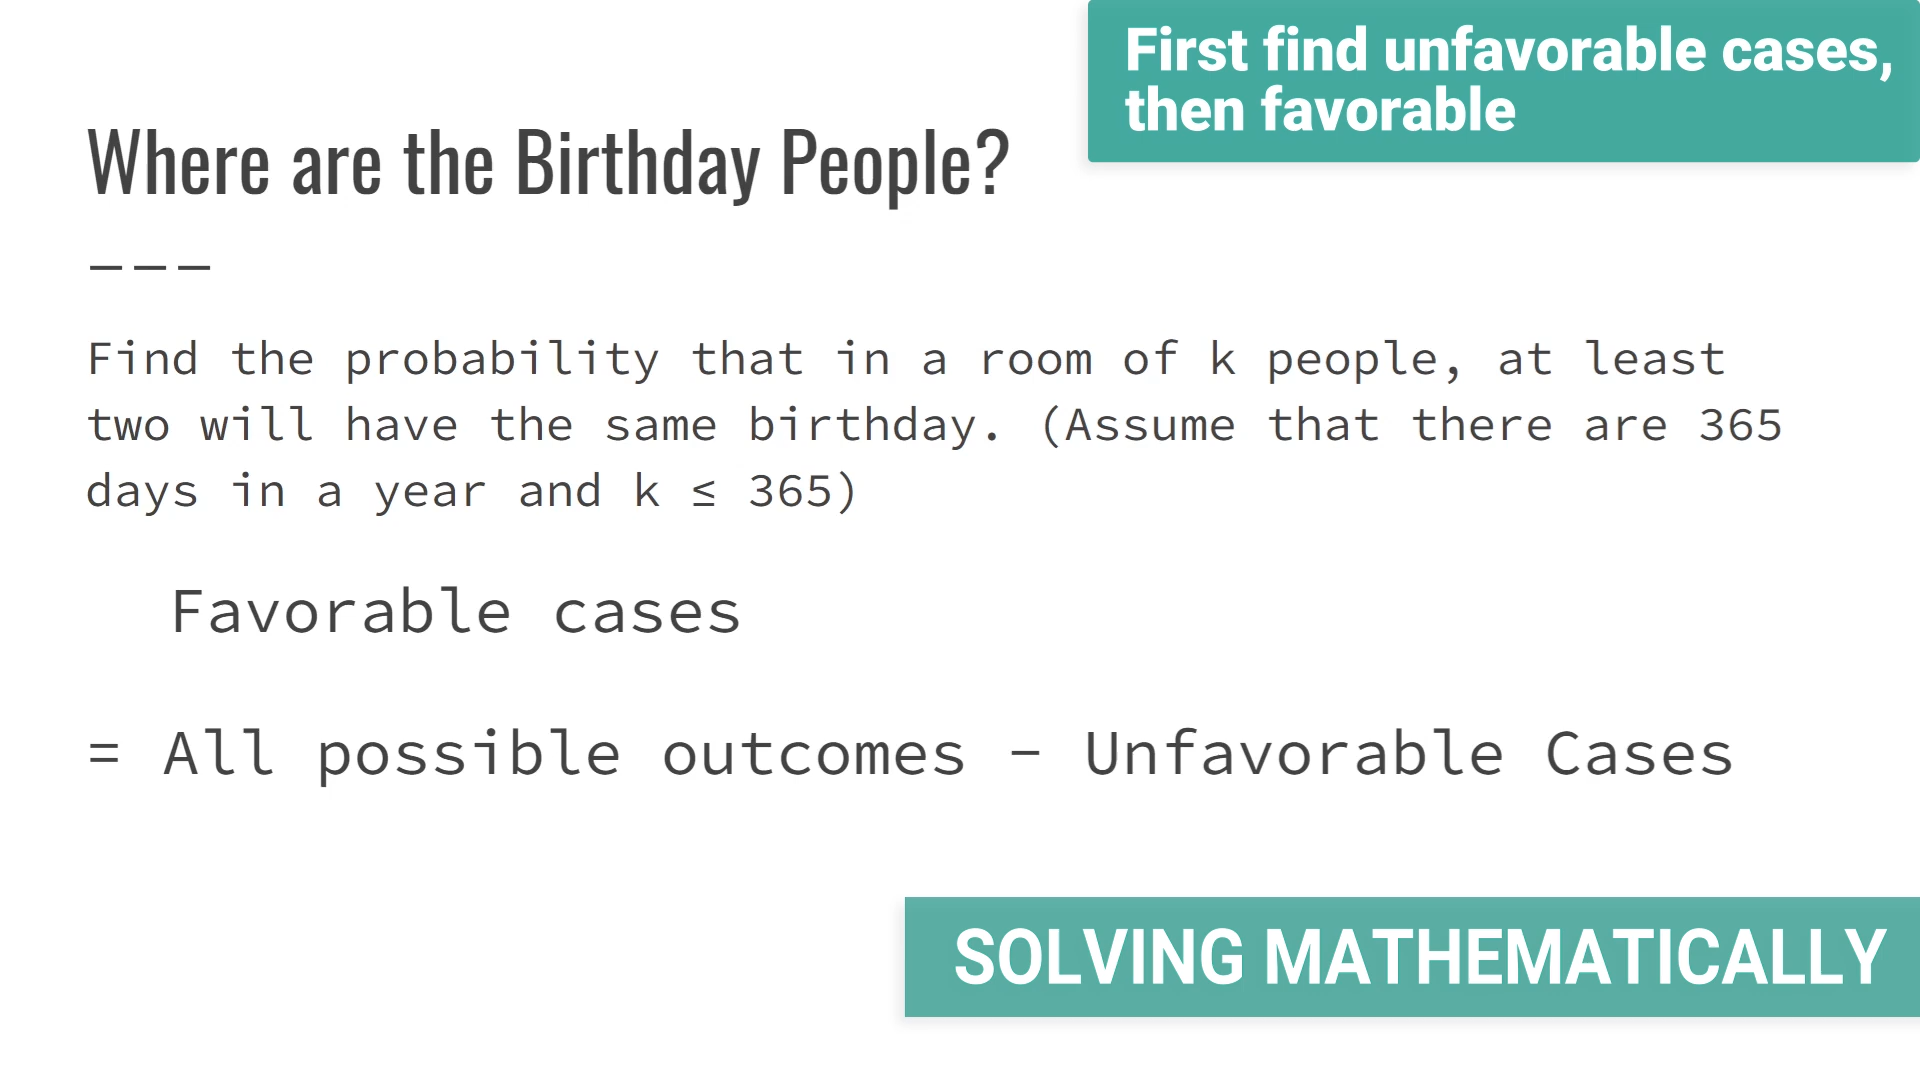 First find unfavorable cases,
then favorable
Where are the Birthday People?
Find the probability that in a room of k people, at least
two will have the same birthday. (Assume that there are 365
days in a year and k ≤ 365)
Favorable cases
= All possible outcomes - Unfavorable Cases
SOLVING MATHEMATICALLY